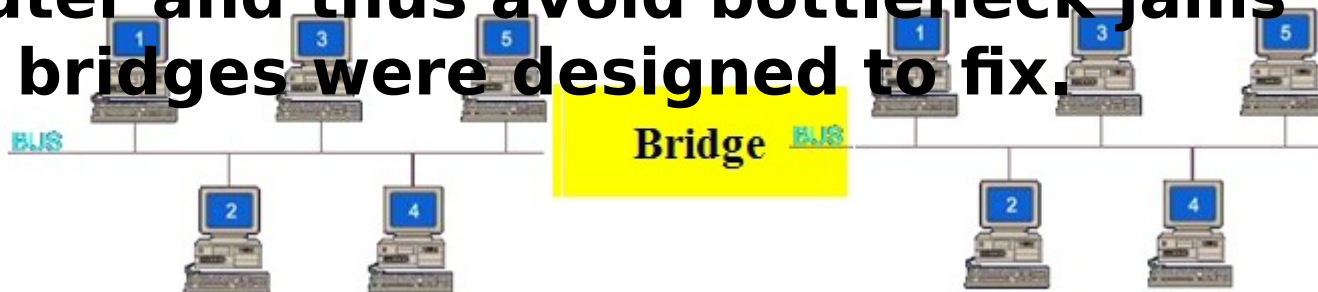 and thus avoid bottleneck jams
bridges were designed to fix.
1 3 5 1 3 5
BUS Bridge BUS
2 4 2 4